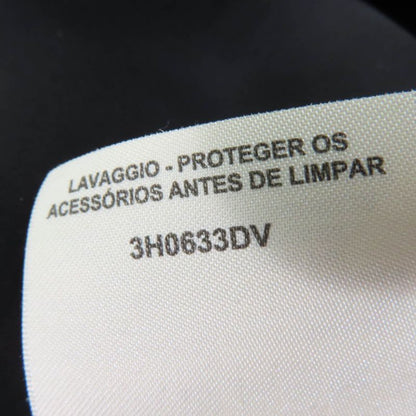 LAVAGGIO - PROTEGER OS
ACESSÓRIOS ANTES DE LIMPAR
3H0633DV